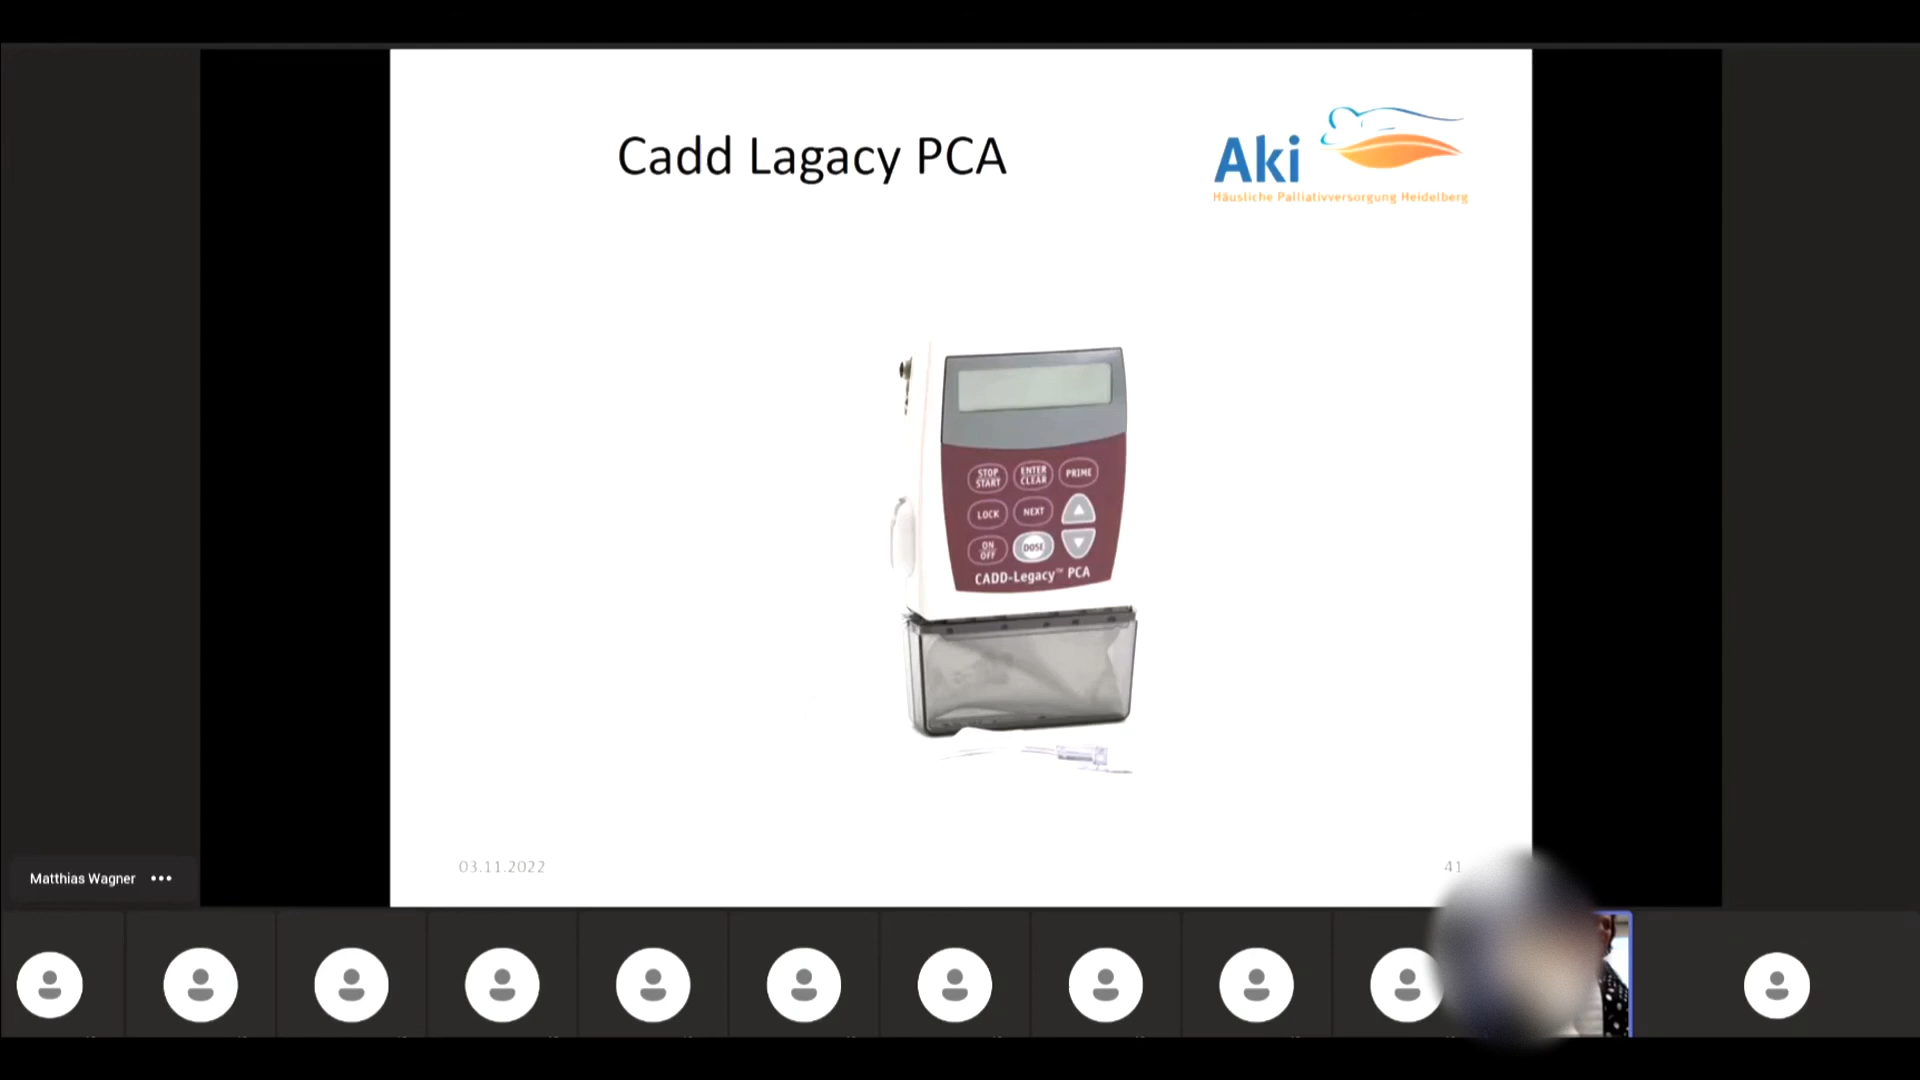 Cadd Lagacy PCA
Aki
Häusliche Palliativversorgung Heidelberg
STOP
START
ENTER
CLEAR
PRIME
LOCK
NEXT
ON
OFF
DOSE
CADD-Legacy™ PCA
03.11.2022
41
Matthias Wagner